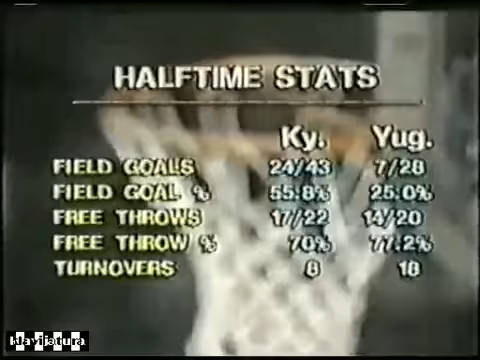 HALFTIME STATS
Ky. Yug.
FIELD GOALS 24/43 7/28
FIELD GOAL % 55.8% 25.0%
FREE THROWS 17/22 14/20
FREE THROW % 70% 77.2%
TURNOVERS 8 18
klavijatura